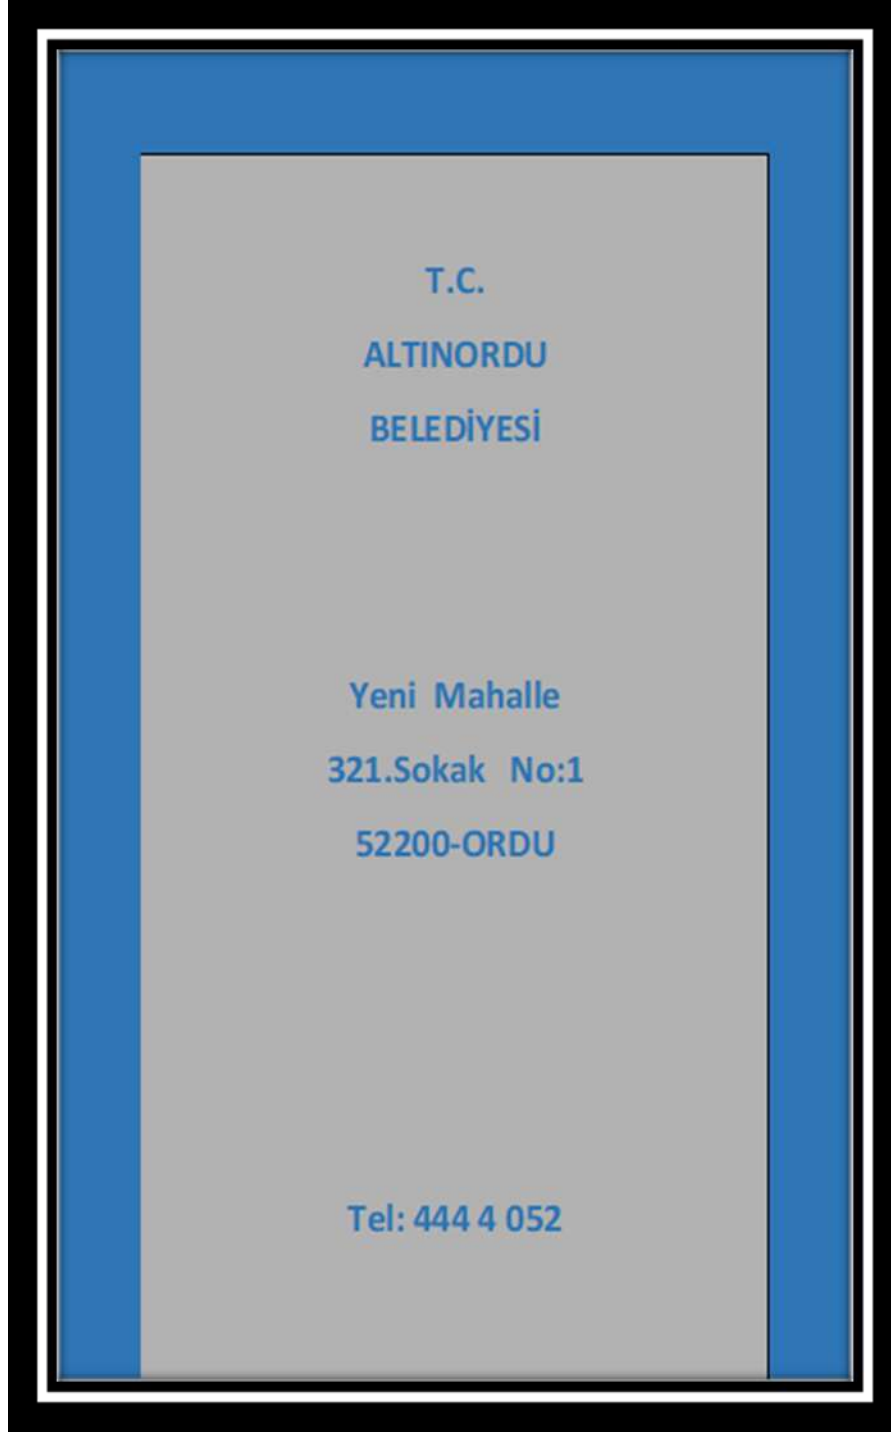 T.C.
ALTINORDU
BELEDİYESİ
Yeni Mahalle
321.Sokak No:1
52200-ORDU
Tel: 444 4 052